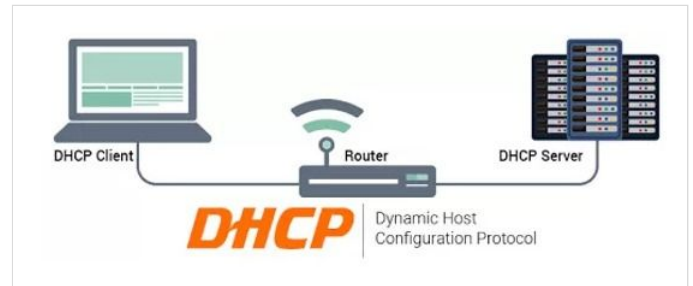 DHCP Client
Router
DHCP Server
DHCP
Dynamic Host
Configuration Protocol